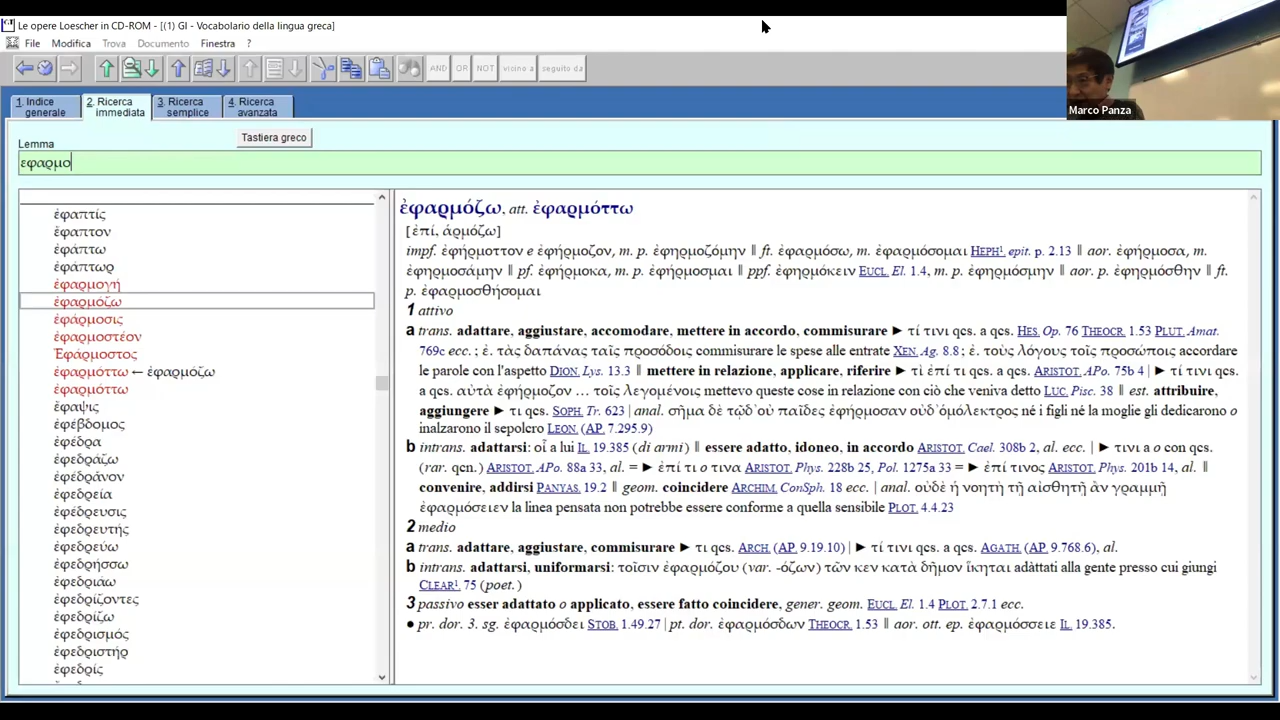 Le opere Loescher in CD-ROM - [(1) GI - Vocabolario della lingua greca]
File Modifica Trova Documento Finestra ?
AND OR NOT vicino a seguito da
Marco Panza
1. Indice generale
2. Ricerca immediata
3. Ricerca semplice
4. Ricerca avanzata
Tastiera greco
Lemma
εφαρμο
ἐφαπτίς
ἔφαπτον
ἐφάπτω
ἐφάπτωρ
ἐφαρμογή
ἐφαρμόζω
ἐφάρμοσις
ἐφαρμοστέον
Ἐφάρμοστος
ἐφαρμόττω ← ἐφαρμόζω
ἐφαρμόττω
ἔφαψις
ἐφέβδομος
ἐφέδρα
ἐφεδράζω
ἐφέδρᾱνον
ἐφεδρεία
ἐφέδρευσις
ἐφεδρευτής
ἐφεδρεύω
ἐφεδρήσσω
ἐφεδριάω
ἐφεδρίζοντες
ἐφεδρίζω
ἐφεδρισμός
ἐφεδριστήρ
ἐφεδρίς
ἐφαρμόζω, att. ἐφαρμόττω
[ἐπί, ἁρμόζω]
impf. ἐφήρμοττον e ἐφήρμοζον, m. p. ἐφηρμοζόμην ‖ ft. ἐφαρμόσω, m. ἐφαρμόσομαι HEPH¹. epit. p. 2.13 ‖ aor. ἐφήρμοσα, m.
ἐφηρμοσάμην ‖ pf. ἐφήρμοκα, m. p. ἐφήρμοσμαι ‖ ppf. ἐφηρμόκειν EUCL. El. 1.4, m. p. ἐφηρμόσμην ‖ aor. p. ἐφηρμόσθην ‖ ft.
p. ἐφαρμοσθήσομαι
1 attivo
a trans. adattare, aggiustare, accomodare, mettere in accordo, commisurare ► τί τινι qcs. a qcs. HES. Op. 76 THEOCR. 1.53 PLUT. Amat.
769c ecc.; ἐ. τὰς δαπάνας ταῖς προσόδοις commisurare le spese alle entrate XEN. Ag. 8.8; ἐ. τοὺς λόγους τοῖς προσώποις accordare
le parole con l'aspetto DION. Lys. 13.3 ‖ mettere in relazione, applicare, riferire ► τὶ ἐπί τι qcs. a qcs. ARISTOT. APo. 75b 4 | ► τί τινι qcs.
a qcs. αὐτὰ ἐφήρμοζον ... τοῖς λεγομένοις mettevo queste cose in relazione con ciò che veniva detto LUC. Pisc. 38 ‖ est. attribuire,
aggiungere ► τι qcs. SOPH. Tr. 623 | anal. σῆμα δὲ τῷδ᾽οὐ παῖδες ἐφήρμοσαν οὐδ᾽ὁμόλεκτρος né i figli né la moglie gli dedicarono o
inalzarono il sepolcro LEON. (AP. 7.295.9)
b intrans. adattarsi: οἷ a lui IL. 19.385 (di armi) ‖ essere adatto, idoneo, in accordo ARISTOT. Cael. 308b 2, al. ecc. | ► τινι a o con qcs.
(rar. qcn.) ARISTOT. APo. 88a 33, al. = ► ἐπί τι o τινα ARISTOT. Phys. 228b 25, Pol. 1275a 33 = ► ἐπί τινος ARISTOT. Phys. 201b 14, al. ‖
convenire, addirsi PANYAS. 19.2 ‖ geom. coincidere ARCHIM. ConSph. 18 ecc. | anal. οὐδὲ ἡ νοητὴ τῇ αἰσθητῇ ἂν γραμμῇ
ἐφαρμόσειεν la linea pensata non potrebbe essere conforme a quella sensibile PLOT. 4.4.23
2 medio
a trans. adattare, aggiustare, commisurare ► τι qcs. ARCH. (AP. 9.19.10) | ► τί τινι qcs. a qcs. AGATH. (AP. 9.768.6), al.
b intrans. adattarsi, uniformarsi: τοῖσιν ἐφαρμόζου (var. -όζων) τῶν κεν κατὰ δῆμον ἵκηται adàttati alla gente presso cui giungi
CLEAR¹. 75 (poet.)
3 passivo esser adattato o applicato, essere fatto coincidere, gener. geom. EUCL. El. 1.4 PLOT. 2.7.1 ecc.
● pr. dor. 3. sg. ἐφαρμόσδει STOB. 1.49.27 | pt. dor. ἐφαρμόσδων THEOCR. 1.53 ‖ aor. ott. ep. ἐφαρμόσσειε IL. 19.385.